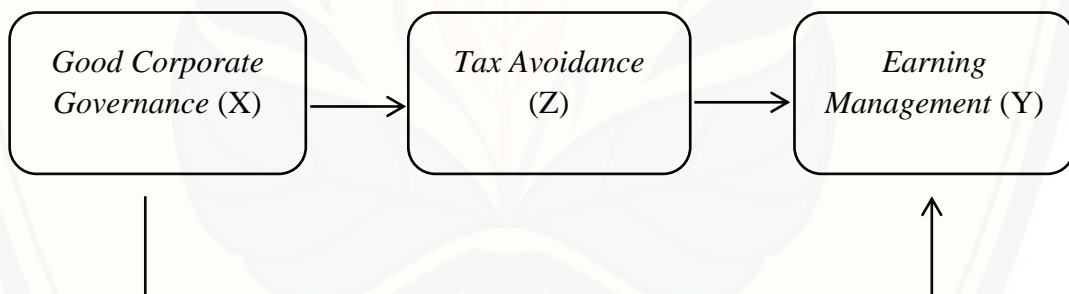 Good Corporate
Governance (X)
Tax Avoidance
(Z)
Earning
Management (Y)